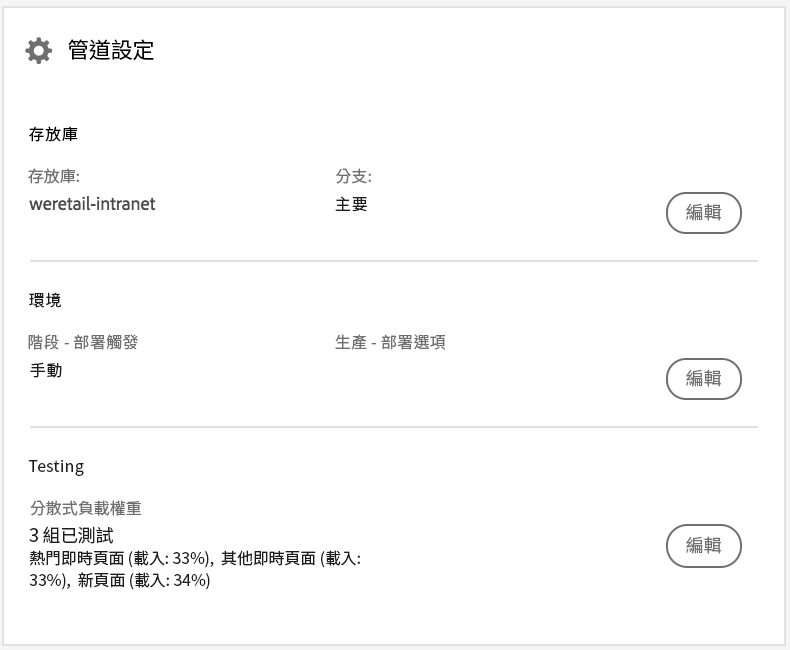 管道設定
存放庫
存放庫: 分支:
weretail-intranet 主要
編輯
環境
階段 - 部署觸發 生產 - 部署選項
手動
編輯
Testing
分散式負載權重
3 組已測試
編輯
熱門即時頁面 (載入: 33%), 其他即時頁面 (載入:
33%), 新頁面 (載入: 34%)